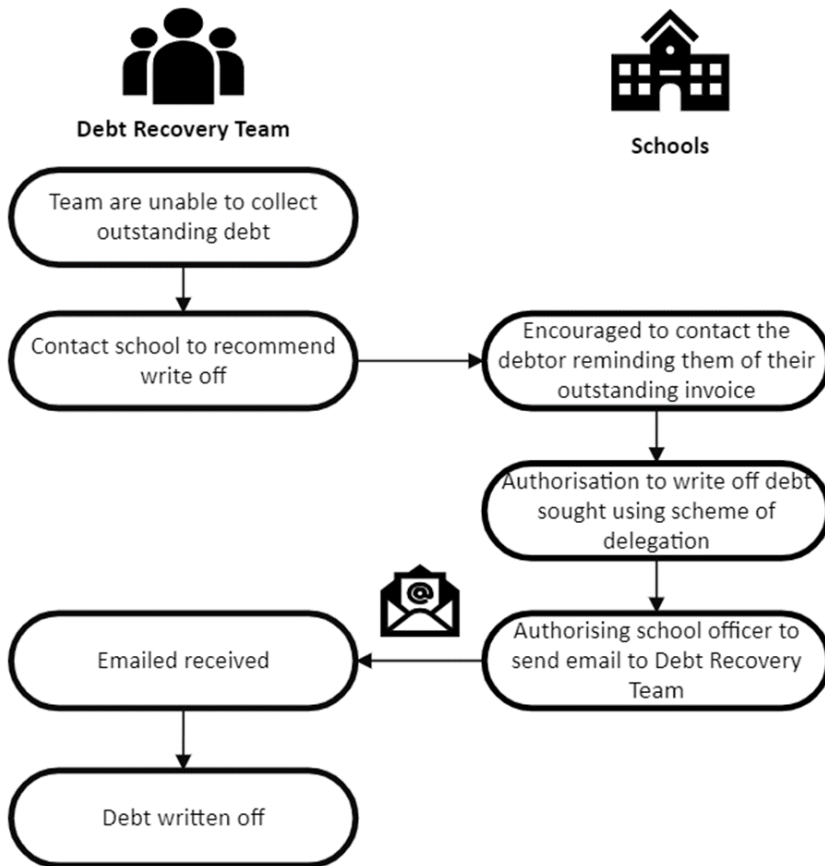 Debt Recovery Team
Schools
Team are unable to collect
outstanding debt
Contact school to recommend
write off
Encouraged to contact the
debtor reminding them of their
outstanding invoice
Authorisation to write off debt
sought using scheme of
delegation
@
Authorising school officer to
send email to Debt Recovery
Team
Emailed received
Debt written off